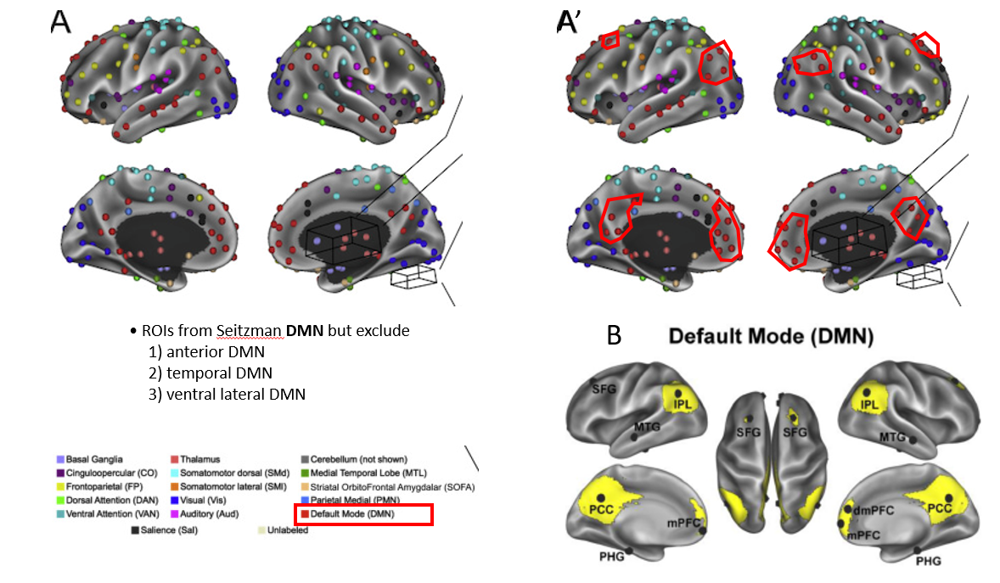 A
A’
• ROIs from Seitzman DMN but exclude
1) anterior DMN
2) temporal DMN
3) ventral lateral DMN
Basal Ganglia
Thalamus
Cerebellum (not shown)
Cinguloopercular (CO)
Somatomotor dorsal (SMd)
Medial Temporal Lobe (MTL)
Frontoparietal (FP)
Somatomotor lateral (SMl)
Striatal OrbitoFrontal Amygdalar (SOFA)
Dorsal Attention (DAN)
Visual (Vis)
Parietal Medial (PMN)
Ventral Attention (VAN)
Auditory (Aud)
Default Mode (DMN)
Salience (Sal)
Unlabeled
B
Default Mode (DMN)
SFG
IPL
MTG
SFG
SFG
IPL
MTG
PCC
mPFC
PHG
dmPFC
mPFC
PCC
PHG